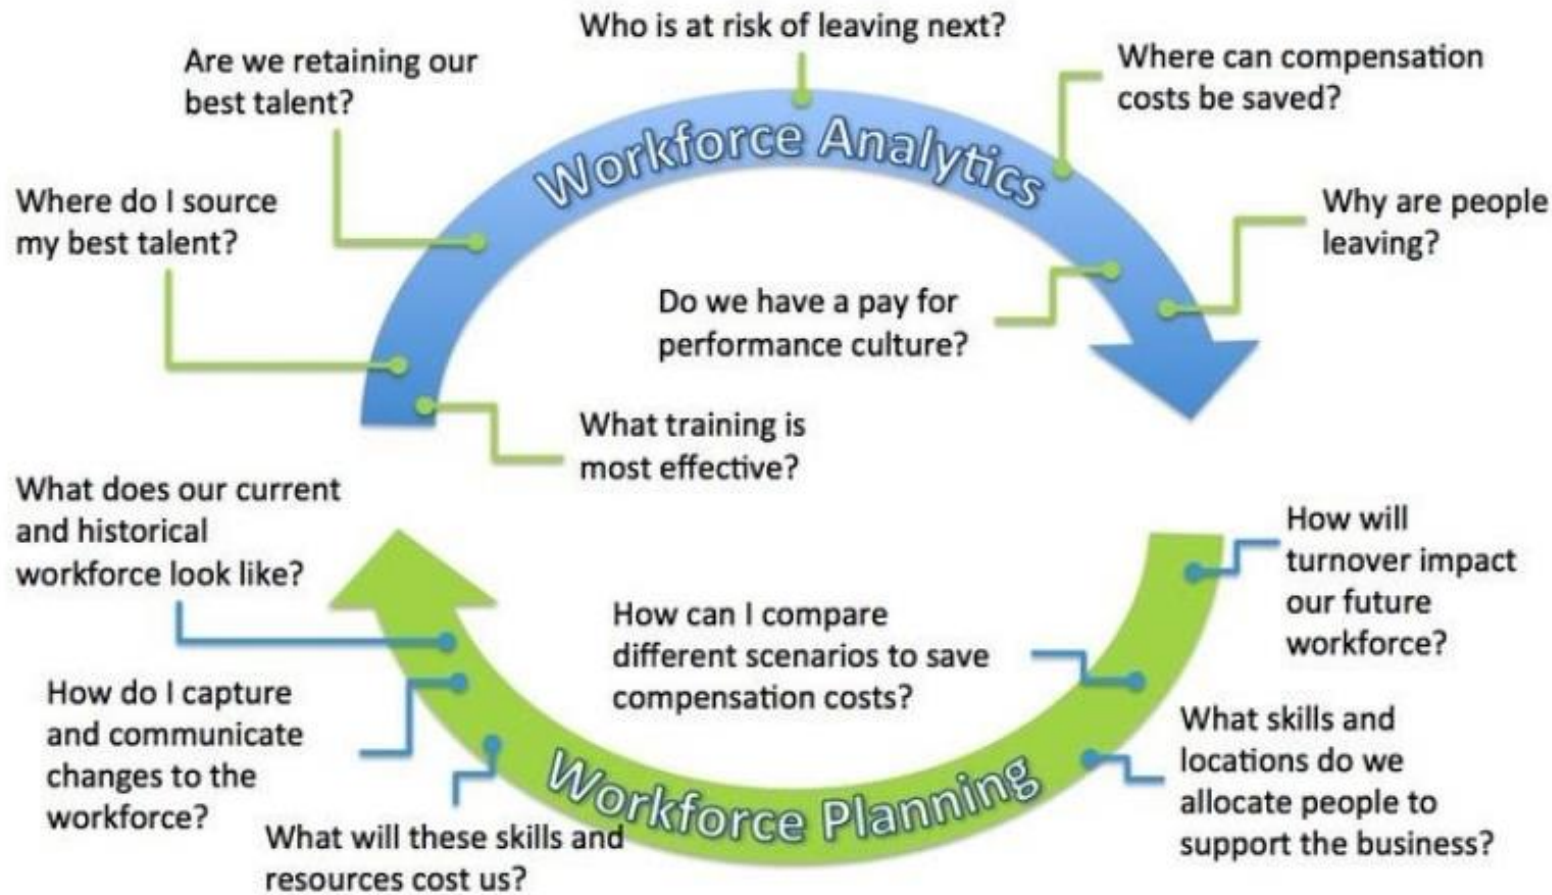 Who is at risk of leaving next?
Are we retaining our
best talent?
Where can compensation
costs be saved?
Workforce Analytics
Where do I source
my best talent?
Why are people
leaving?
Do we have a pay for
performance culture?
What training is
most effective?
What does our current
and historical
workforce look like?
How will
turnover impact
our future
workforce?
How can I compare
different scenarios to save
compensation costs?
How do I capture
and communicate
changes to the
workforce?
What skills and
locations do we
allocate people to
support the business?
Workforce Planning
What will these skills and
resources cost us?